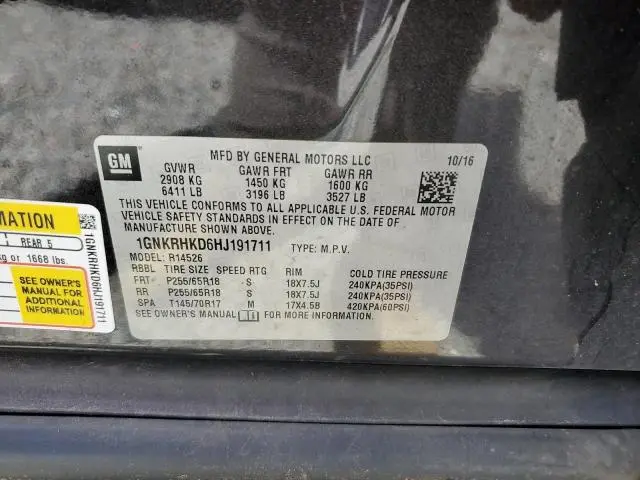 GM
MFD BY GENERAL MOTORS LLC 10/16
GVWR GAWR FRT GAWR RR
2908 KG 1450 KG 1600 KG
6411 LB 3196 LB 3527 LB
THIS VEHICLE CONFORMS TO ALL APPLICABLE U.S. FEDERAL MOTOR
VEHICLE SAFETY STANDARDS IN EFFECT ON THE DATE OF
MANUFACTURE SHOWN ABOVE.
1GNKRHKD6HJ191711 TYPE: M.P.V.
MODEL: R14526
RBBL TIRE SIZE SPEED RTG RIM COLD TIRE PRESSURE
FRT P255/65R18 S 18X7.5J 240KPA(35PSI)
RR P255/65R18 S 18X7.5J 240KPA(35PSI)
SPA T145/70R17 M 17X4.5B 420KPA(60PSI)
SEE OWNER'S MANUAL FOR MORE INFORMATION.
REAR 5
or 1668 lbs.
SEE OWNER'S
MANUAL FOR
ADDITIONAL
INFORMATION
1GNKRHKD6HJ191711